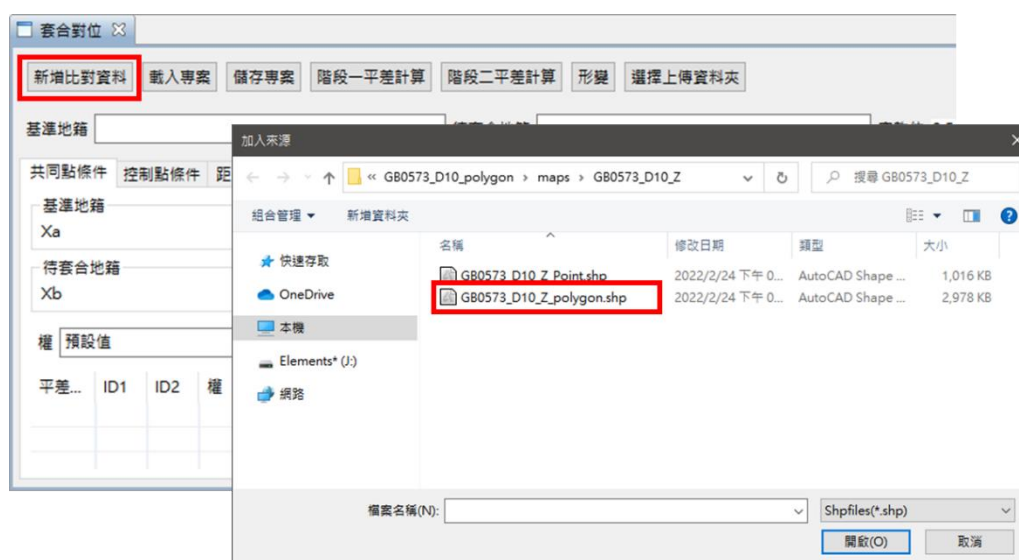 套合對位
新增比對資料 載入專案 儲存專案 階段一平差計算 階段二平差計算 形變 選擇上傳資料夾
基準地籍
加入來源
« GB0573_D10_polygon › maps › GB0573_D10_Z
搜尋 GB0573_D10_Z
組合管理 新增資料夾
共同點條件 控制點條件 距
基準地籍
Xa
待套合地籍
Xb
權 預設值
平差... ID1 ID2 權
快速存取
OneDrive
本機
Elements* (J:)
網路
名稱 修改日期 類型 大小
GB0573_D10_Z_Point.shp 2022/2/24 下午 0... AutoCAD Shape ... 1,016 KB
GB0573_D10_Z_polygon.shp 2022/2/24 下午 0... AutoCAD Shape ... 2,978 KB
檔案名稱(N):
Shpfiles(*.shp)
開啟(O) 取消